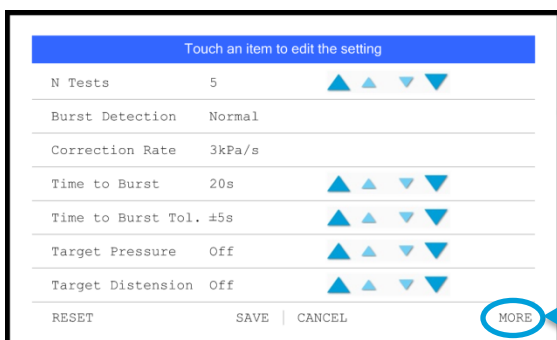 Touch an item to edit the setting
N Tests 5
Burst Detection Normal
Correction Rate 3kPa/s
Time to Burst 20s
Time to Burst Tol. ±5s
Target Pressure Off
Target Distension Off
RESET SAVE | CANCEL MORE